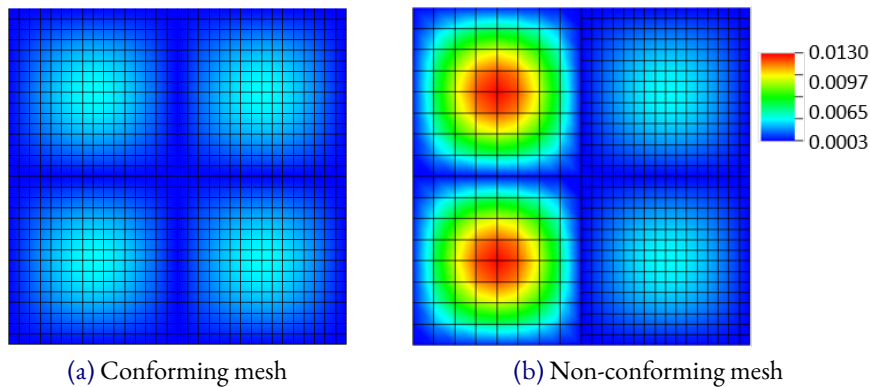 0.0130
0.0097
0.0065
0.0003
(a) Conforming mesh
(b) Non-conforming mesh